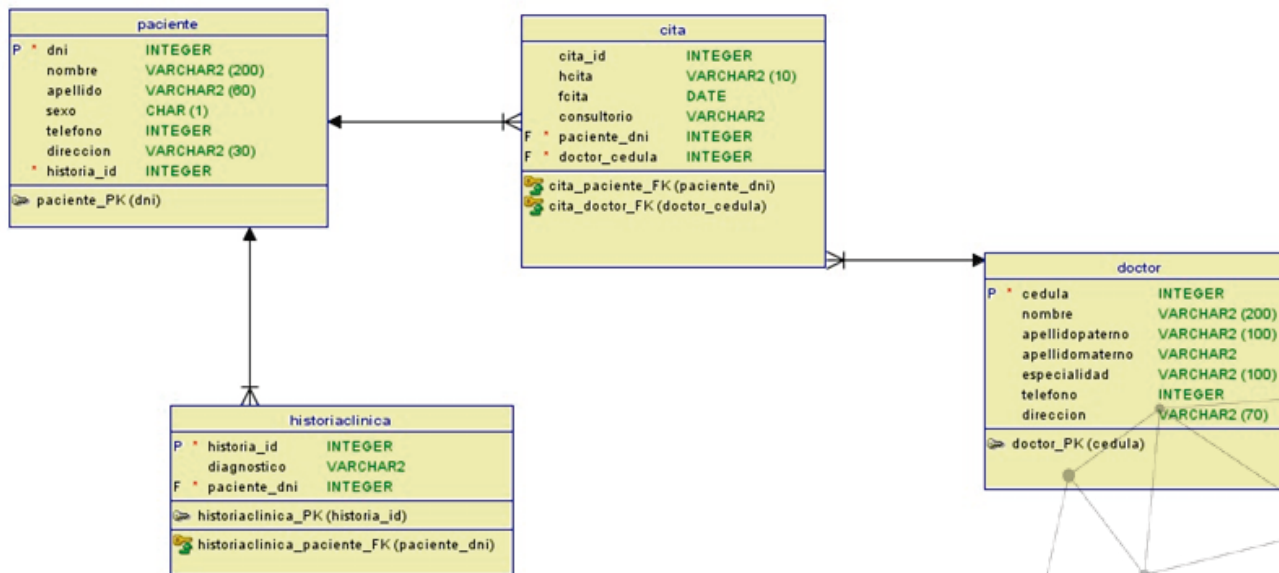 paciente
P * dni INTEGER
nombre VARCHAR2 (200)
apellido VARCHAR2 (60)
sexo CHAR (1)
telefono INTEGER
direccion VARCHAR2 (30)
* historia_id INTEGER
paciente_PK (dni)
cita
cita_id INTEGER
hcita VARCHAR2 (10)
fcita DATE
consultorio VARCHAR2
F * paciente_dni INTEGER
F * doctor_cedula INTEGER
cita_paciente_FK (paciente_dni)
cita_doctor_FK (doctor_cedula)
doctor
P * cedula INTEGER
nombre VARCHAR2 (200)
apellidopaterno VARCHAR2 (100)
apellidomaterno VARCHAR2
especialidad VARCHAR2 (100)
telefono INTEGER
direccion VARCHAR2 (70)
doctor_PK (cedula)
historiaclinica
P * historia_id INTEGER
diagnostico VARCHAR2
F * paciente_dni INTEGER
historiaclinica_PK (historia_id)
historiaclinica_paciente_FK (paciente_dni)